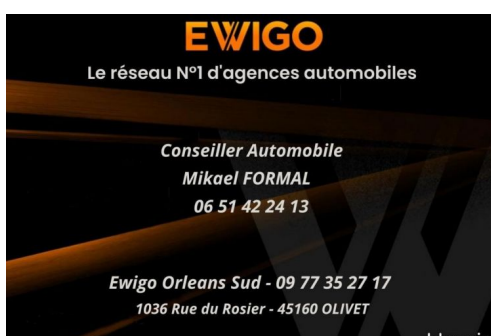 EWIGO
Le réseau N°1 d'agences automobiles
Conseiller Automobile
Mikael FORMAL
06 51 42 24 13
Ewigo Orleans Sud - 09 77 35 27 17
1036 Rue du Rosier - 45160 OLIVET